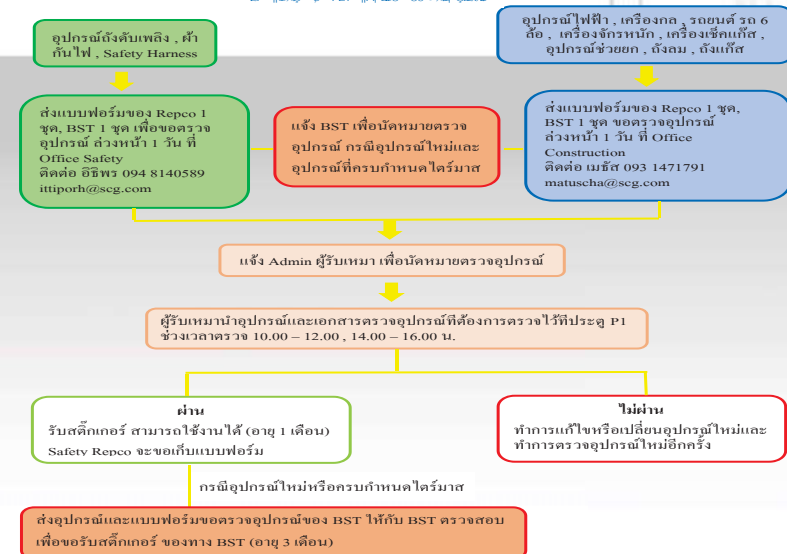 อุปกรณ์ถังดับเพลิง , ผ้า
กันไฟ , Safety Harness
อุปกรณ์ไฟฟ้า , เครื่องกล , รถยนต์ รถ 6
ล้อ , เครื่องจักรหนัก , เครื่องเช็คแก๊ส ,
อุปกรณ์ช่วยยก , ถังลม , ถังแก๊ส
ส่งแบบฟอร์มของ Repco 1
ชุด, BST 1 ชุด เพื่อขอตรวจ
อุปกรณ์ ล่วงหน้า 1 วัน ที่
Office Safety
ติดต่อ อิธิพร 094 8140589
ittiporh@scg.com
แจ้ง BST เพื่อนัดหมายตรวจ
อุปกรณ์ กรณีอุปกรณ์ใหม่และ
อุปกรณ์ที่ครบกำหนดไตร์มาส
ส่งแบบฟอร์มของ Repco 1 ชุด,
BST 1 ชุด ขอตรวจอุปกรณ์
ล่วงหน้า 1 วัน ที่ Office
Construction
ติดต่อ เมธัส 093 1471791
matuscha@scg.com
แจ้ง Admin ผู้รับเหมา เพื่อนัดหมายตรวจอุปกรณ์
ผู้รับเหมานำอุปกรณ์และเอกสารตรวจอุปกรณ์ที่ต้องการตรวจไว้ที่ประตู P1
ช่วงเวลาตรวจ 10.00 – 12.00 , 14.00 – 16.00 น.
ผ่าน
รับสติ๊กเกอร์ สามารถใช้งานได้ (อายุ 1 เดือน)
Safety Repco จะขอเก็บแบบฟอร์ม
ไม่ผ่าน
ทำการแก้ไขหรือเปลี่ยนอุปกรณ์ใหม่และ
ทำการตรวจอุปกรณ์ใหม่อีกครั้ง
กรณีอุปกรณ์ใหม่หรือครบกำหนดไตร์มาส
ส่งอุปกรณ์และแบบฟอร์มขอตรวจอุปกรณ์ของ BST ให้กับ BST ตรวจสอบ
เพื่อขอรับสติ๊กเกอร์ ของทาง BST (อายุ 3 เดือน)